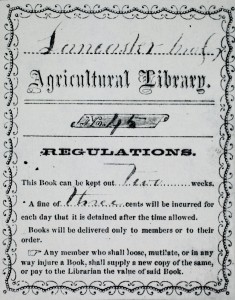 Lancaster
Agricultural Library.
45
REGULATIONS.
This Book can be kept out Two weeks.
* A fine of three cents will be incurred for
each day that it is detained after the time allowed.
Books will be delivered only to members or to their
order.
☞ Any member who shall loose, mutilate, or in any
way injure a Book, shall supply a new copy of the same,
or pay to the Librarian the value of said Book.